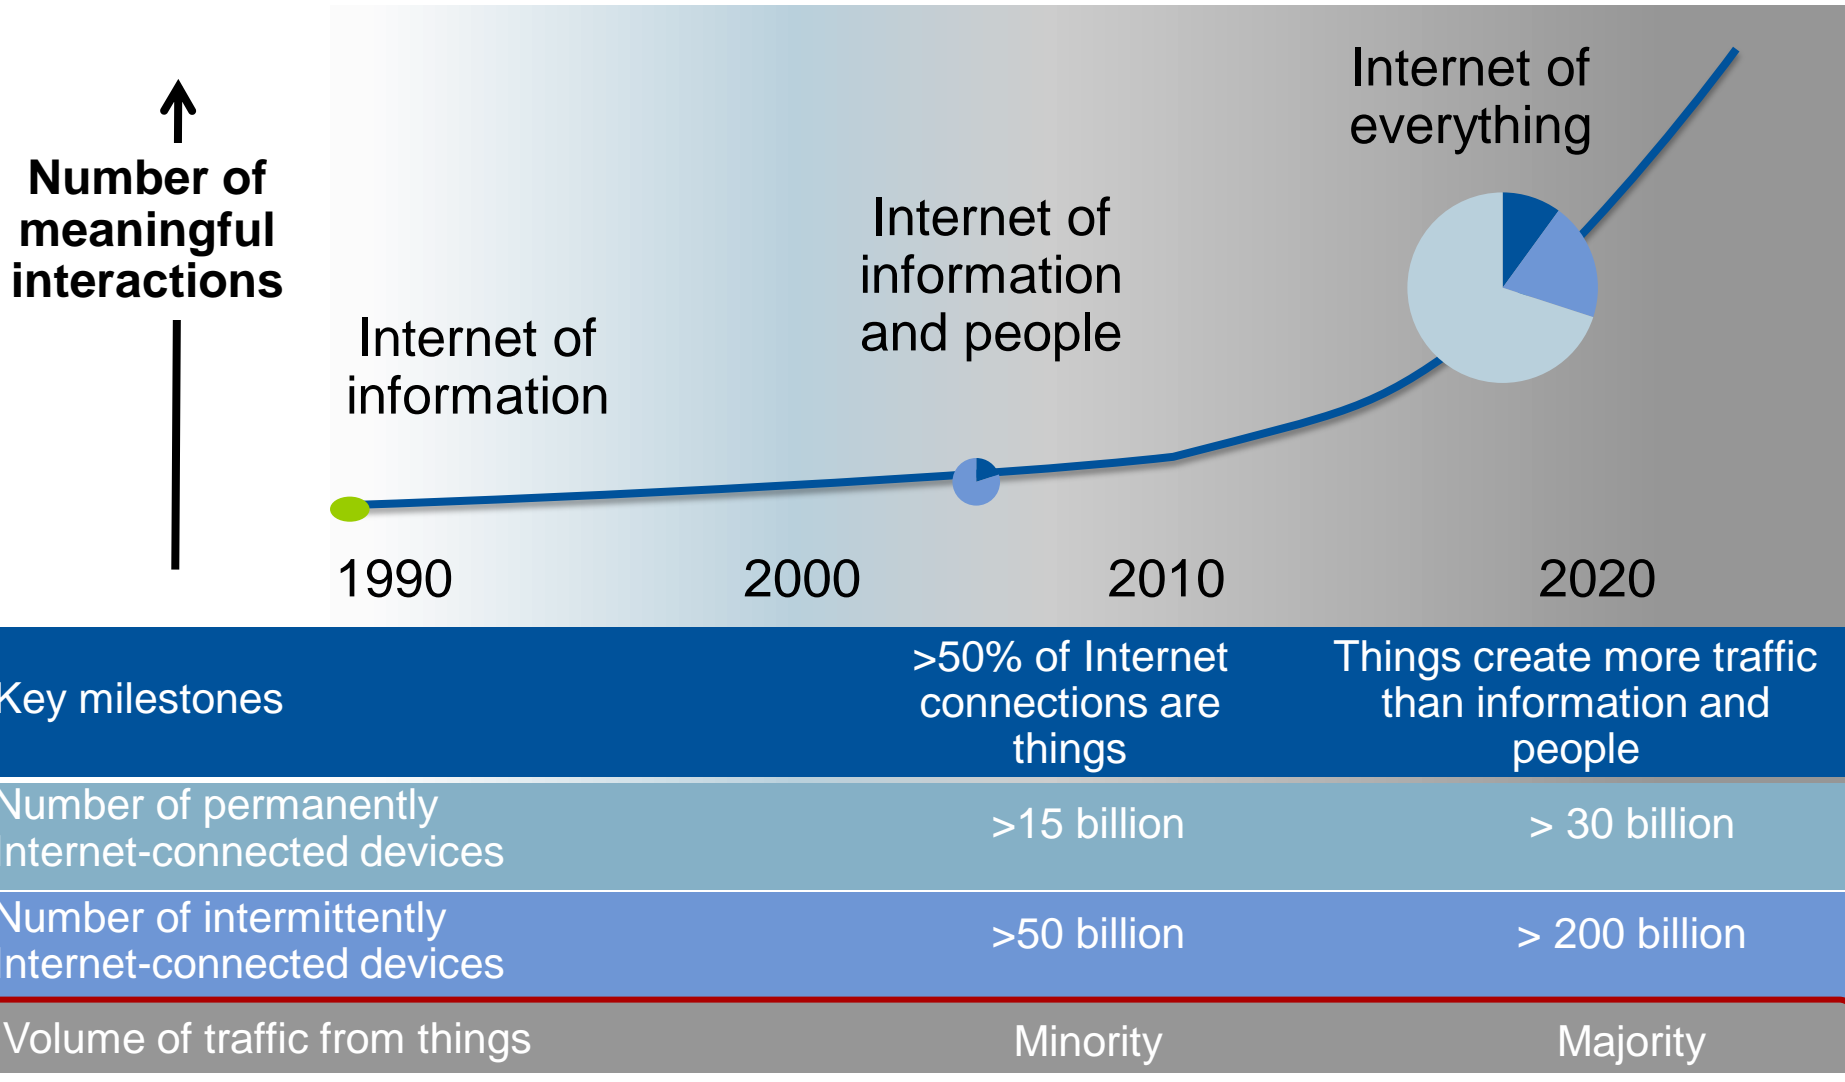 Number of
meaningful
interactions
Internet of
information
Internet of
information
and people
Internet of
everything
1990
2000
2010
2020
Key milestones
>50% of Internet
connections are
things
Things create more traffic
than information and
people
Number of permanently
Internet-connected devices
>15 billion
> 30 billion
Number of intermittently
Internet-connected devices
>50 billion
> 200 billion
Volume of traffic from things
Minority
Majority